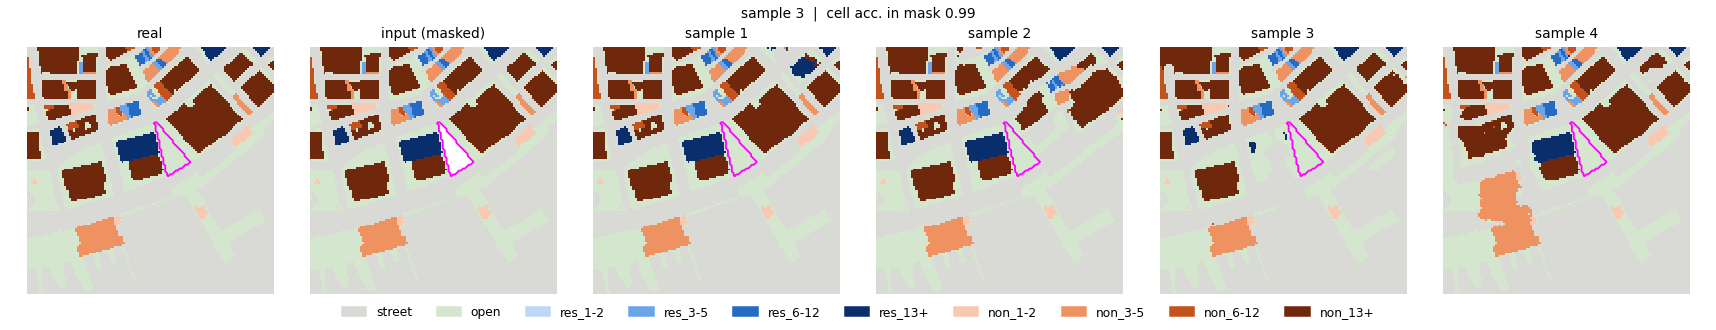 sample 3 | cell acc. in mask 0.99
real
input (masked)
sample 1
sample 2
sample 3
sample 4
street
open
res_1-2
res_3-5
res_6-12
res_13+
non_1-2
non_3-5
non_6-12
non_13+